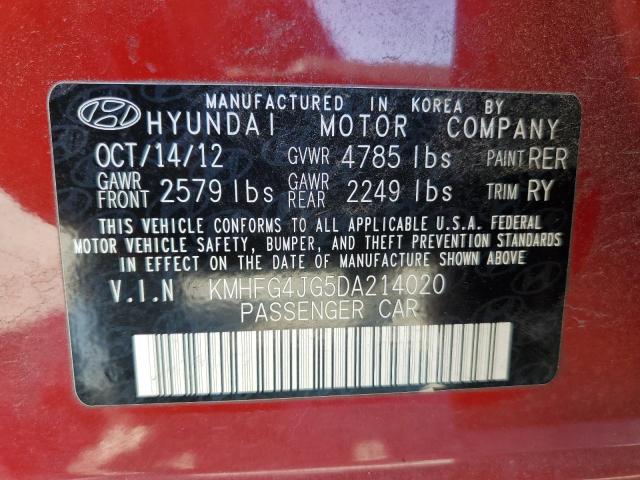 MANUFACTURED IN KOREA BY
HYUNDAI MOTOR COMPANY
OCT/14/12 GVWR 4785 lbs PAINT RER
GAWR FRONT 2579 lbs GAWR REAR 2249 lbs TRIM RY
THIS VEHICLE CONFORMS TO ALL APPLICABLE U.S.A. FEDERAL
MOTOR VEHICLE SAFETY, BUMPER, AND THEFT PREVENTION STANDARDS
IN EFFECT ON THE DATE OF MANUFACTURE SHOWN ABOVE.
V.I.N KMHFG4JG5DA214020
PASSENGER CAR